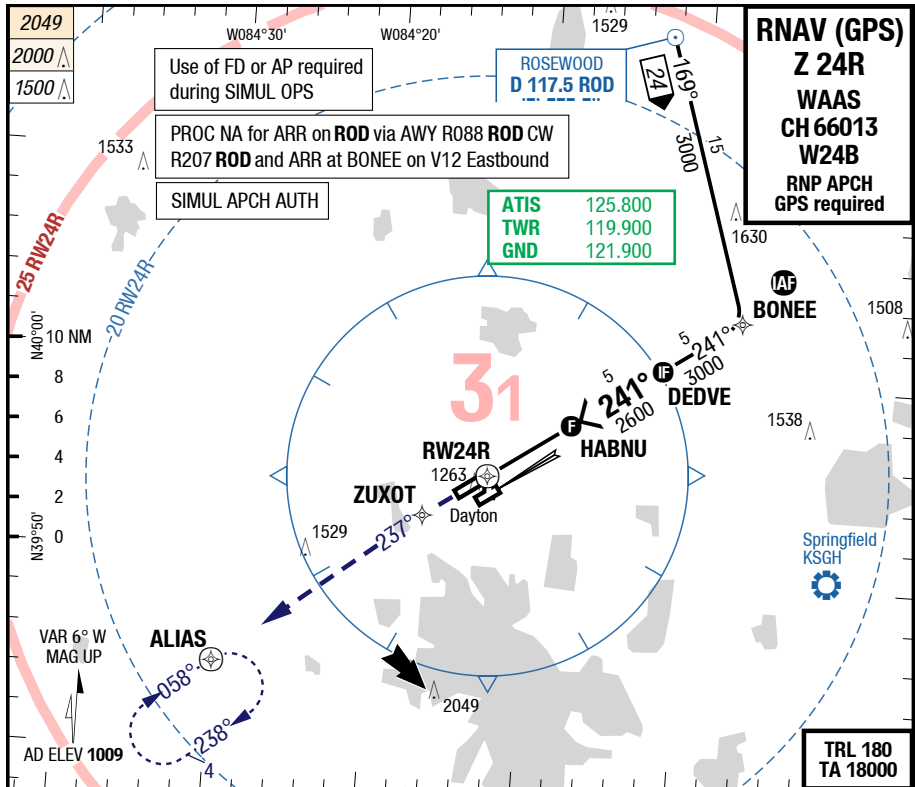 2049
2000
1500
W084°30'
W084°20'
1529
Use of FD or AP required
during SIMUL OPS
PROC NA for ARR on ROD via AWY R088 ROD CW
R207 ROD and ARR at BONEE on V12 Eastbound
SIMUL APCH AUTH
ROSEWOOD
D 117.5 ROD
RNAV (GPS)
Z 24R
WAAS
CH 66013
W24B
RNP APCH
GPS required
ATIS 125.800
TWR 119.900
GND 121.900
24
169°
15
3000
1533
1630
25 RW24R
20 RW24R
IAF
BONEE
1508
N40°00'
10 NM
8
6
4
2
0
N39°50'
31
5
241°
3000
IF
DEDVE
5
241°
2600
F
HABNU
1538
RW24R
1263
ZUXOT
Dayton
237°
1529
Springfield
KSGH
VAR 6° W
MAG UP
ALIAS
058°
238°
4
2049
AD ELEV 1009
TRL 180
TA 18000